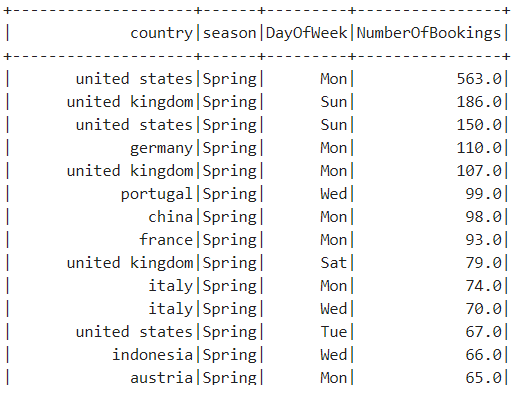 +--------------------+------+---------+----------------+
|             country|season|DayOfWeek|NumberOfBookings|
+--------------------+------+---------+----------------+
|       united states|Spring|      Mon|           563.0|
|      united kingdom|Spring|      Sun|           186.0|
|       united states|Spring|      Sun|           150.0|
|             germany|Spring|      Mon|           110.0|
|      united kingdom|Spring|      Mon|           107.0|
|            portugal|Spring|      Wed|            99.0|
|               china|Spring|      Mon|            98.0|
|              france|Spring|      Mon|            93.0|
|      united kingdom|Spring|      Sat|            79.0|
|               italy|Spring|      Mon|            74.0|
|               italy|Spring|      Wed|            70.0|
|       united states|Spring|      Tue|            67.0|
|           indonesia|Spring|      Wed|            66.0|
|             austria|Spring|      Mon|            65.0|